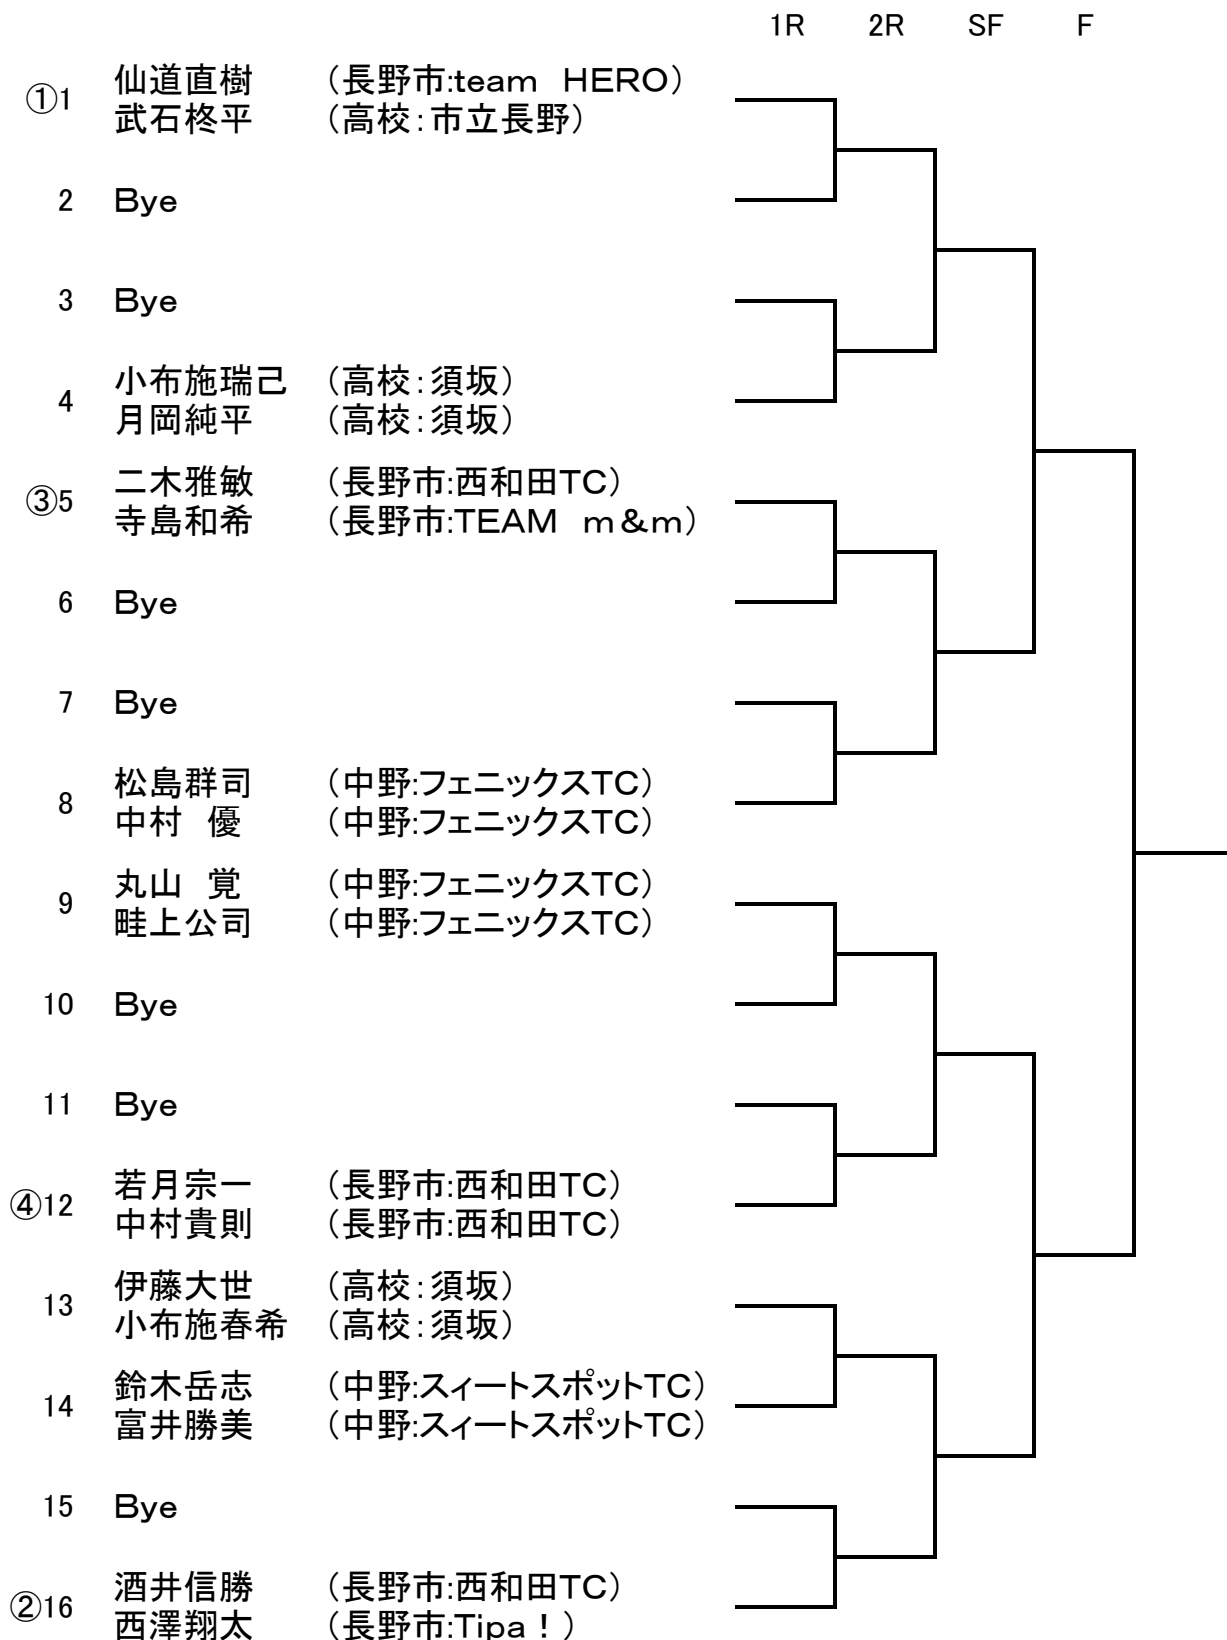 1R 2R SF F
仙道直樹 （長野市:team　HERO）
①1
武石柊平 （高校：市立長野）
2 Bye
3 Bye
小布施瑞己 （高校：須坂）
4
月岡純平 （高校：須坂）
二木雅敏 （長野市:西和田TC）
③5
寺島和希 （長野市:TEAM　m＆m）
6 Bye
7 Bye
松島群司 （中野:フェニックスTC）
8
中村　優 （中野:フェニックスTC）
丸山　覚 （中野:フェニックスTC）
9
畦上公司 （中野:フェニックスTC）
10 Bye
11 Bye
若月宗一 （長野市:西和田TC）
④12
中村貴則 （長野市:西和田TC）
伊藤大世 （高校：須坂）
13
小布施春希 （高校：須坂）
鈴木岳志 （中野:スィートスポットTC）
14
富井勝美 （中野:スィートスポットTC）
15 Bye
酒井信勝 （長野市:西和田TC）
②16
西澤翔太 （長野市:Tipa！）